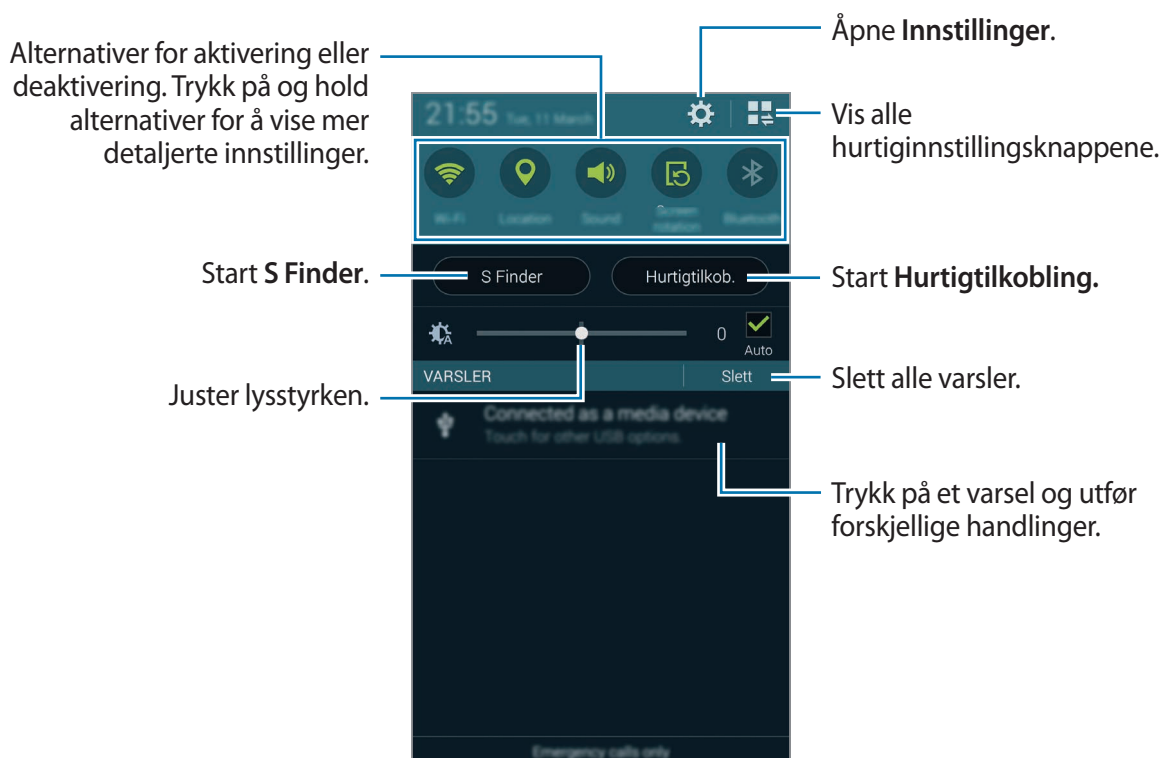 Åpne Innstillinger.
Alternativer for aktivering eller
deaktivering. Trykk på og hold
alternativer for å vise mer
detaljerte innstillinger.
Vis alle
hurtiginnstillingsknappene.
21:55 Tue, 11 March
Wi-Fi
Location
Sound
Screen
rotation
Bluetooth
Start S Finder.
S Finder
Hurtigtilkob.
Start Hurtigtilkobling.
A
0
Auto
Juster lysstyrken.
VARSLER
Slett
Slett alle varsler.
Connected as a media device
Touch for other USB options.
Trykk på et varsel og utfør
forskjellige handlinger.
Emergency calls only